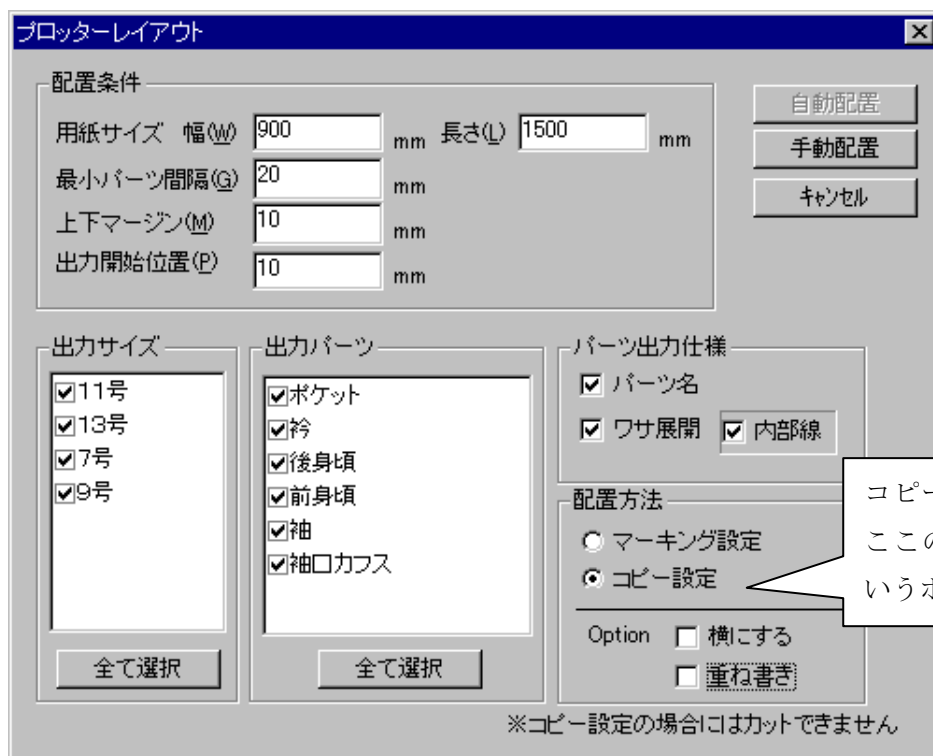 プロッターレイアウト
配置条件
用紙サイズ 幅(W) 900 mm 長さ(L) 1500 mm
最小パーツ間隔(G) 20 mm
上下マージン(M) 10 mm
出力開始位置(P) 10 mm
自動配置
手動配置
キャンセル
出力サイズ
11号
13号
7号
9号
全て選択
出力パーツ
ポケット
衿
後身頃
前身頃
袖
袖口カフス
全て選択
パーツ出力仕様
パーツ名
ワサ展開 内部線
配置方法
マーキング設定
コピー設定
Option 横にする
重ね書き
コピー
ここの
いうボ
※コピー設定の場合にはカットできません